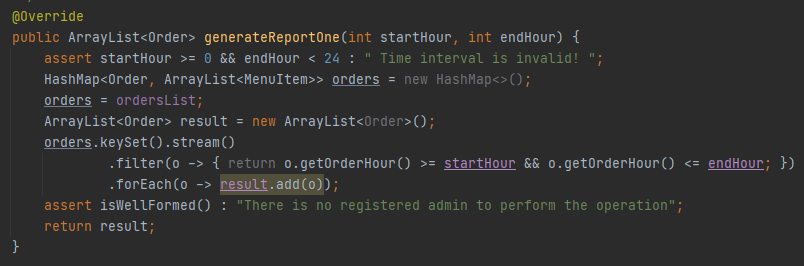 @Override
public ArrayList<Order> generateReportOne(int startHour, int endHour) {
    assert startHour >= 0 && endHour < 24 : " Time interval is invalid! ";
    HashMap<Order, ArrayList<MenuItem>> orders = new HashMap<>();
    orders = ordersList;
    ArrayList<Order> result = new ArrayList<Order>();
    orders.keySet().stream()
            .filter(o -> { return o.getOrderHour() >= startHour && o.getOrderHour() <= endHour; })
            .forEach(o -> result.add(o));
    assert isWellFormed() : "There is no registered admin to perform the operation";
    return result;
}